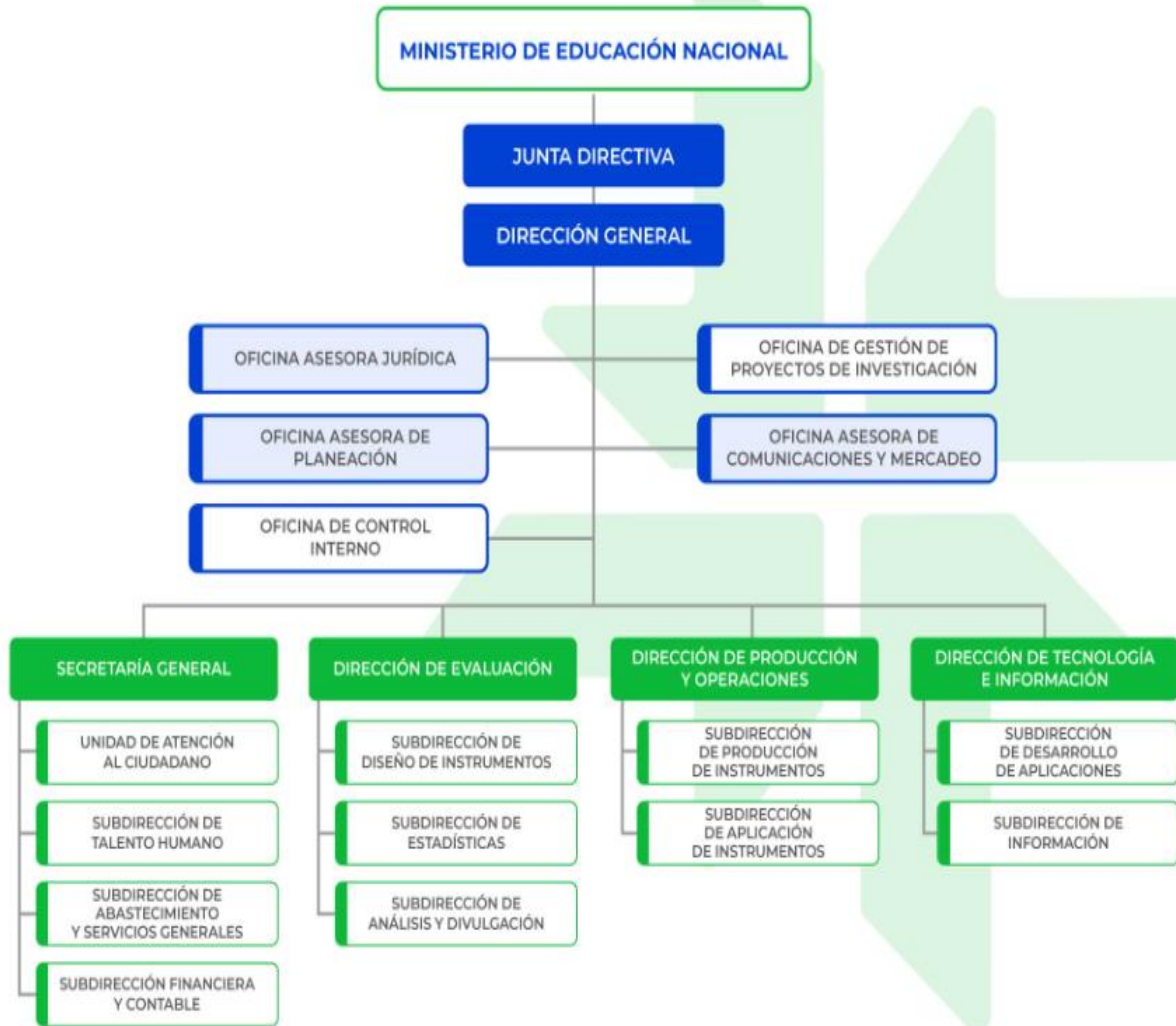 MINISTERIO DE EDUCACIÓN NACIONAL
JUNTA DIRECTIVA
DIRECCIÓN GENERAL
OFICINA ASESORA JURÍDICA
OFICINA DE GESTIÓN DE
PROYECTOS DE INVESTIGACIÓN
OFICINA ASESORA DE
PLANEACIÓN
OFICINA ASESORA DE
COMUNICACIONES Y MERCADEO
OFICINA DE CONTROL
INTERNO
SECRETARÍA GENERAL
UNIDAD DE ATENCIÓN
AL CIUDADANO
SUBDIRECCIÓN DE
TALENTO HUMANO
SUBDIRECCIÓN DE
ABASTECIMIENTO
Y SERVICIOS GENERALES
SUBDIRECCIÓN FINANCIERA
Y CONTABLE
DIRECCIÓN DE EVALUACIÓN
SUBDIRECCIÓN DE
DISEÑO DE INSTRUMENTOS
SUBDIRECCIÓN DE
ESTADÍSTICAS
SUBDIRECCIÓN DE
ANÁLISIS Y DIVULGACIÓN
DIRECCIÓN DE PRODUCCIÓN
Y OPERACIONES
SUBDIRECCIÓN
DE PRODUCCIÓN
DE INSTRUMENTOS
SUBDIRECCIÓN
DE APLICACIÓN
DE INSTRUMENTOS
DIRECCIÓN DE TECNOLOGÍA
E INFORMACIÓN
SUBDIRECCIÓN
DE DESARROLLO
DE APLICACIONES
SUBDIRECCIÓN DE
INFORMACIÓN